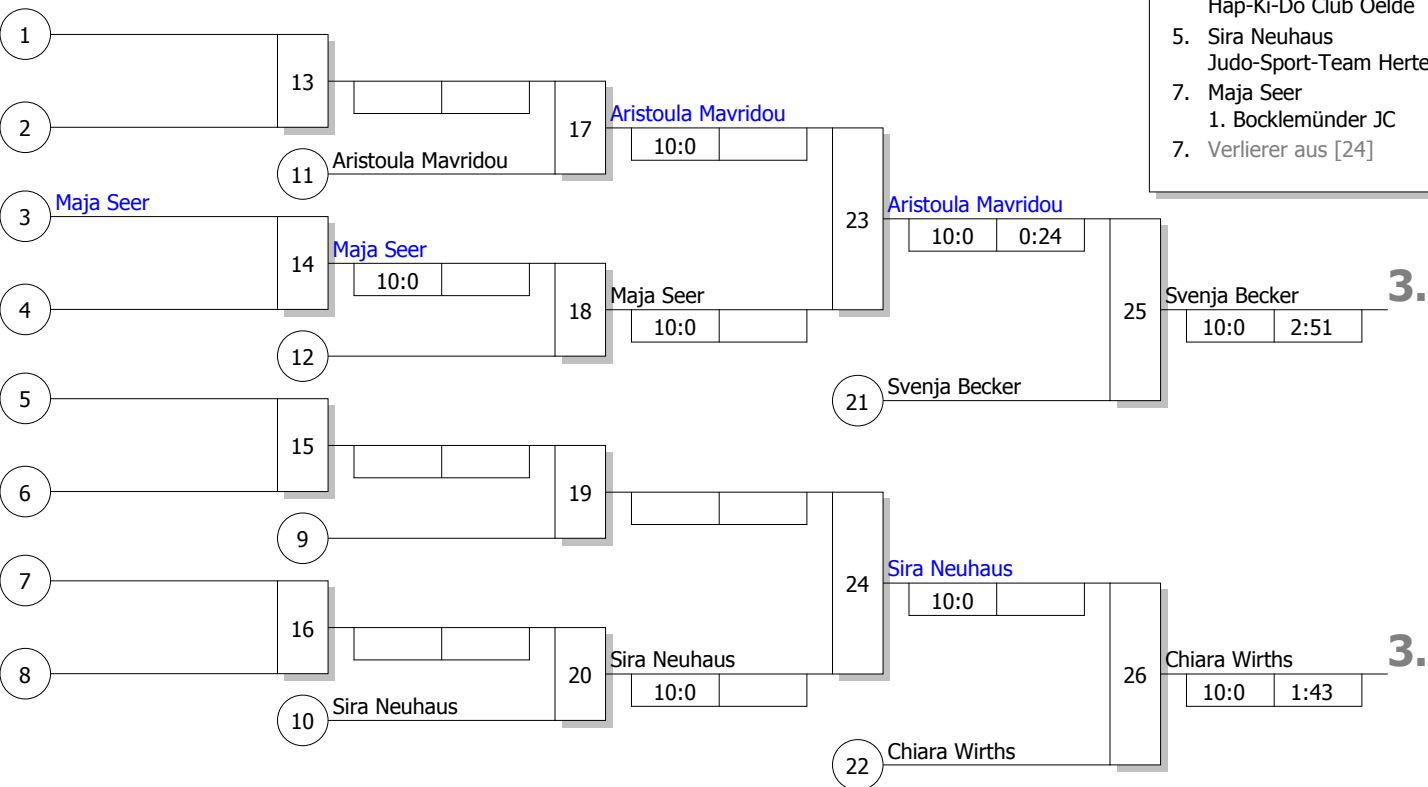 Hap-Ki-Do Club Oelde
5. Sira Neuhaus
Judo-Sport-Team Herte
7. Maja Seer
1. Bocklemünder JC
7. Verlierer aus [24]
1
13
2
17
Aristoula Mavridou
10:0
11
Aristoula Mavridou
3
Maja Seer
23
Aristoula Mavridou
10:0 0:24
14
Maja Seer
10:0
4
18
Maja Seer
10:0
25
Svenja Becker
10:0 2:51
3.
12
5
21
Svenja Becker
15
6
19
9
7
24
Sira Neuhaus
10:0
16
8
20
Sira Neuhaus
10:0
26
Chiara Wirths
10:0 1:43
3.
10
Sira Neuhaus
22
Chiara Wirths